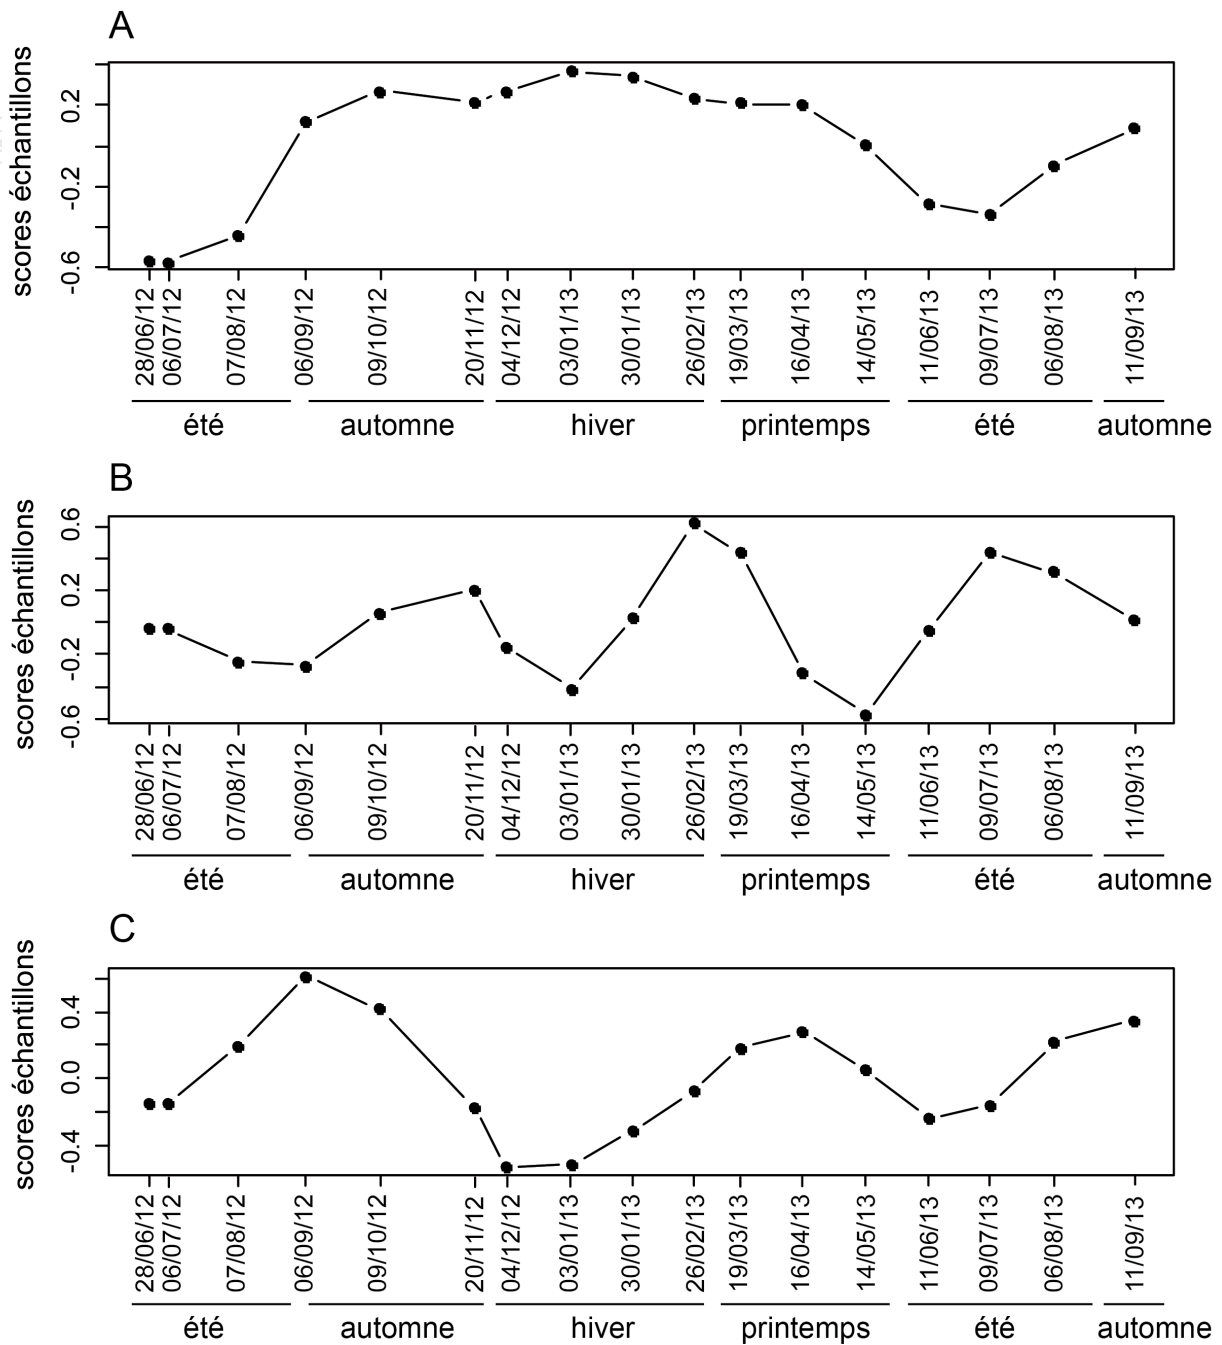 A
scores échantillons
0.2
-0.2
-0.6
28/06/12 06/07/12 07/08/12 06/09/12 09/10/12 20/11/12 04/12/12 03/01/13 30/01/13 26/02/13 19/03/13 16/04/13 14/05/13 11/06/13 09/07/13 06/08/13 11/09/13
été automne hiver printemps été automne
B
scores échantillons
0.6
0.2
-0.2
-0.6
28/06/12 06/07/12 07/08/12 06/09/12 09/10/12 20/11/12 04/12/12 03/01/13 30/01/13 26/02/13 19/03/13 16/04/13 14/05/13 11/06/13 09/07/13 06/08/13 11/09/13
été automne hiver printemps été automne
C
scores échantillons
0.4
0.0
-0.4
28/06/12 06/07/12 07/08/12 06/09/12 09/10/12 20/11/12 04/12/12 03/01/13 30/01/13 26/02/13 19/03/13 16/04/13 14/05/13 11/06/13 09/07/13 06/08/13 11/09/13
été automne hiver printemps été automne